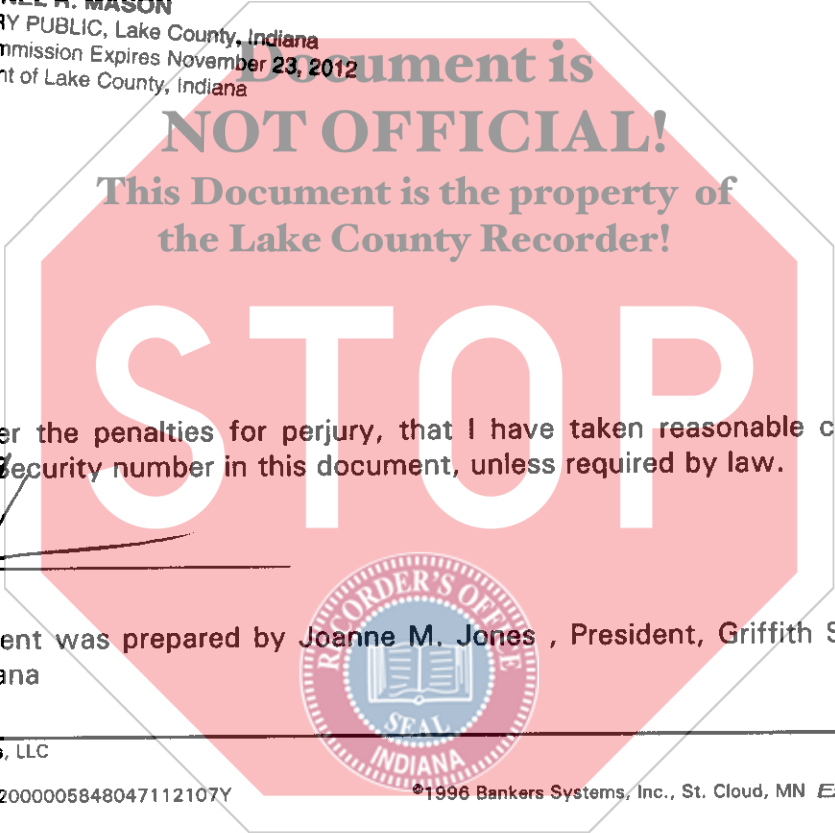 NEL R. MASON
RY PUBLIC, Lake County, Indiana
mmission Expires November 23, 2012
nt of Lake County, Indiana
Document is
NOT OFFICIAL!
This Document is the property of
the Lake County Recorder!
STOP
er the penalties for perjury, that I have taken reasonable c
Security number in this document, unless required by law.
RECORDER'S OFFICE
ent was prepared by Joanne M. Jones , President, Griffith S
ana
SEAL
INDIANA
s, LLC
2000005848047112107Y
©1996 Bankers Systems, Inc., St. Cloud, MN